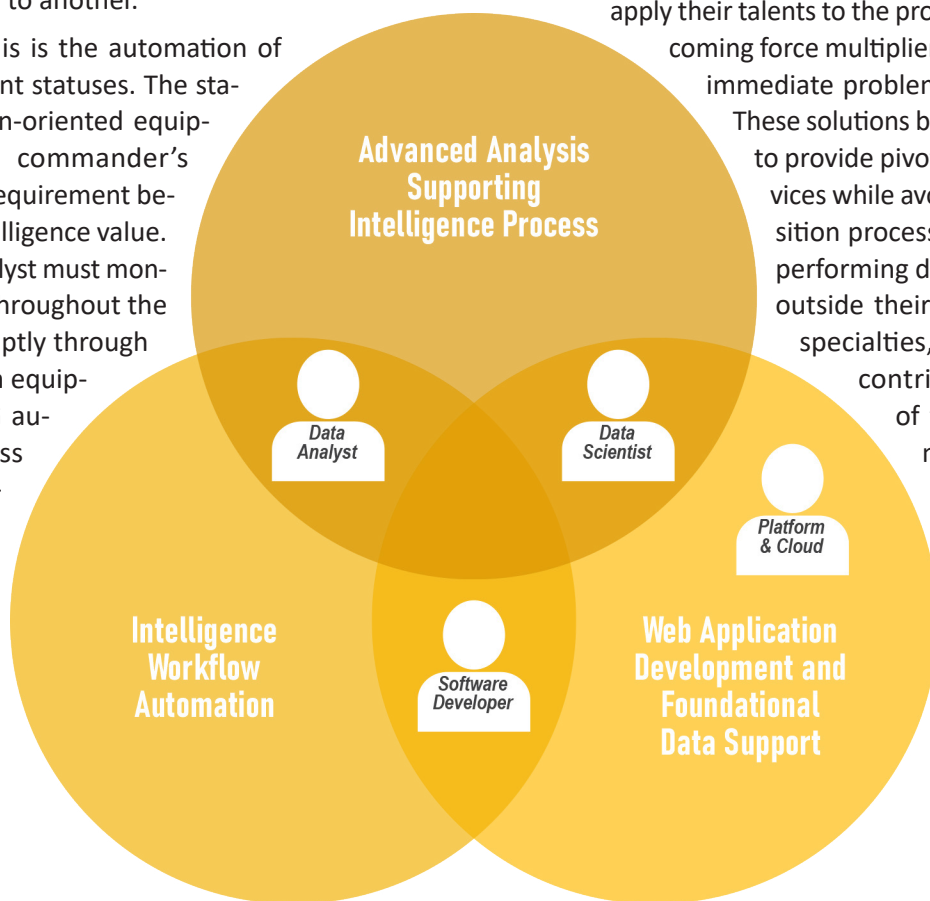 to another.
is is the automation of
nt statuses. The sta-
n-oriented equip-
commander’s
equirement be-
lligence value.
lyst must mon-
hroughout the
ptly through
equip-
au-
ss
apply their talents to the pro
coming force multiplier
immediate problem
These solutions b
to provide pivo
vices while avo
sition process
performing d
outside their
specialties,
contri
of
Advanced Analysis
Supporting
Intelligence Process
Data
Analyst
Data
Scientist
Platform
& Cloud
Intelligence
Workflow
Automation
Software
Developer
Web Application
Development and
Foundational
Data Support